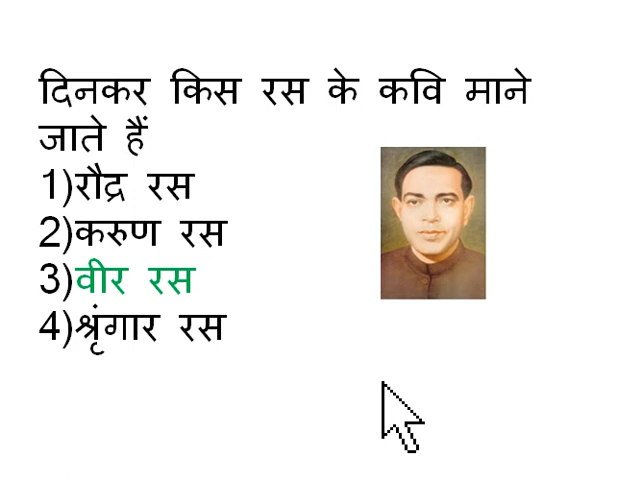 दिनकर किस रस के कवि माने
जाते हैं
1)रौद्र रस
2)करुण रस
3)वीर रस
4)श्रृंगार रस